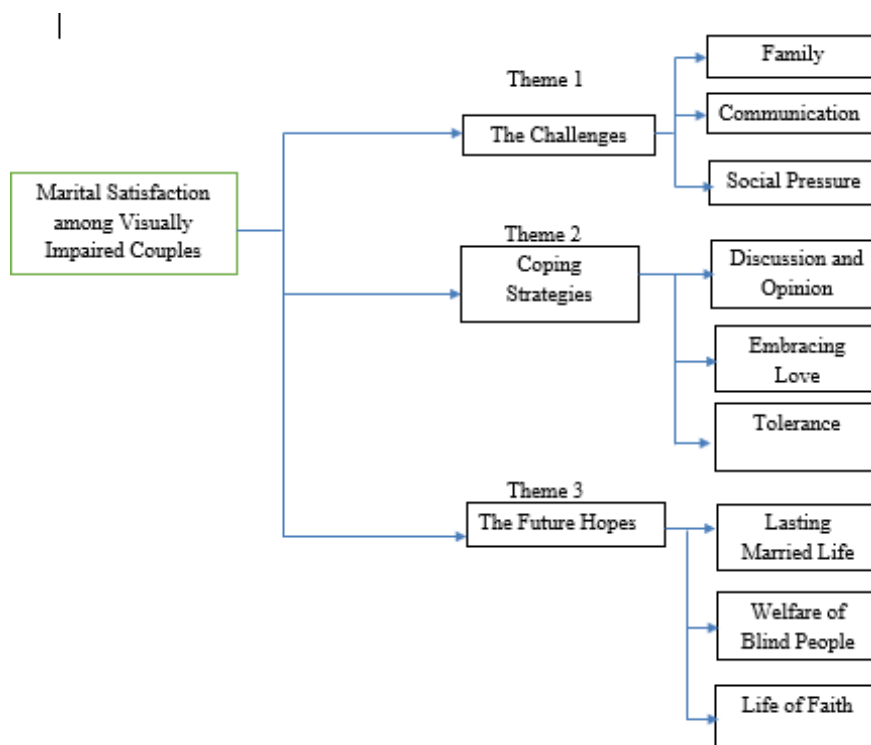 Marital Satisfaction
among Visually
Impaired Couples
Theme 1
The Challenges
Family
Communication
Social Pressure
Theme 2
Coping
Strategies
Discussion and
Opinion
Embracing
Love
Tolerance
Theme 3
The Future Hopes
Lasting
Married Life
Welfare of
Blind People
Life of Faith